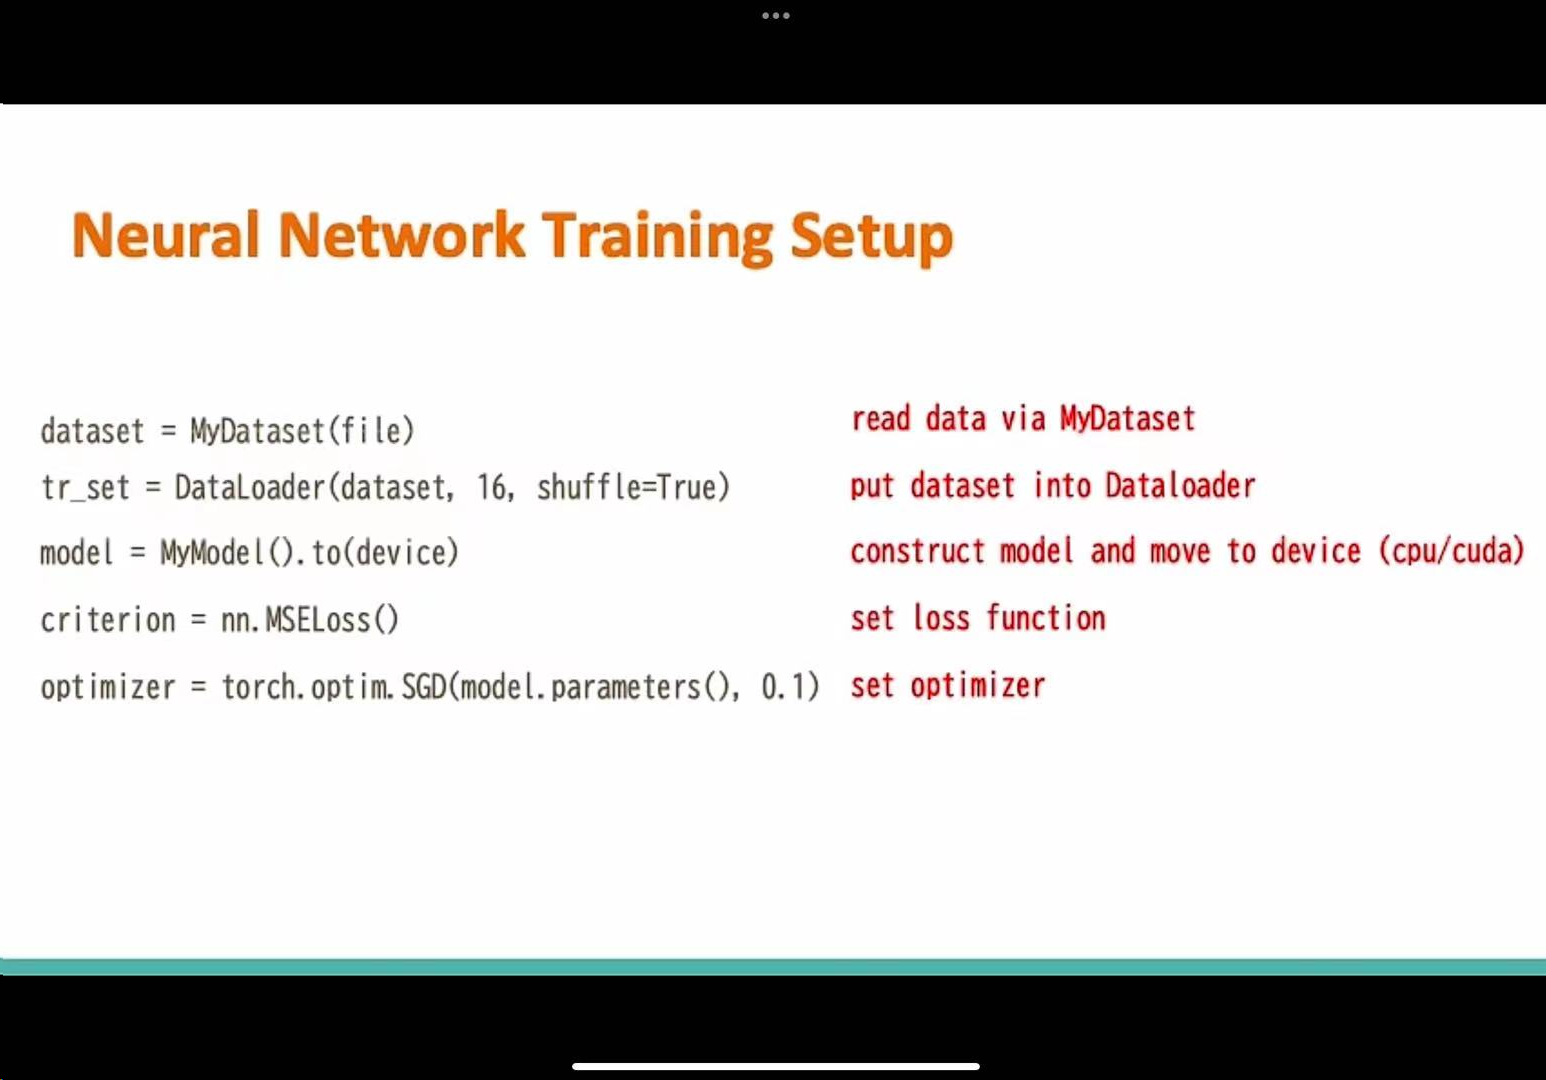 Neural Network Training Setup
dataset = MyDataset(file)
read data via MyDataset
tr_set = DataLoader(dataset, 16, shuffle=True)
put dataset into Dataloader
model = MyModel().to(device)
construct model and move to device (cpu/cuda)
criterion = nn.MSELoss()
set loss function
optimizer = torch.optim.SGD(model.parameters(), 0.1)
set optimizer